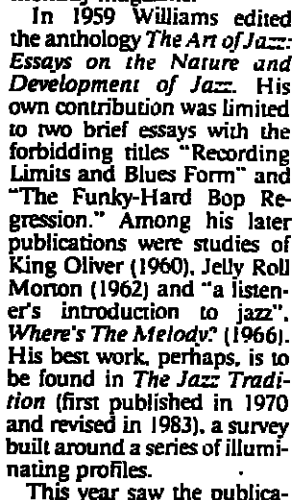 In 1959 Williams edited
the anthology The Art of Jazz:
Essays on the Nature and
Development of Jazz. His
own contribution was limited
to two brief essays with the
forbidding titles "Recording
Limits and Blues Form" and
"The Funky-Hard Bop Re-
gression." Among his later
publications were studies of
King Oliver (1960), Jelly Roll
Morton (1962) and "a listen-
er's introduction to jazz",
Where's The Melody? (1966).
His best work, perhaps, is to
be found in The Jazz Tradi-
tion (first published in 1970
and revised in 1983), a survey
built around a series of illumi-
nating profiles.
This year saw the publica-